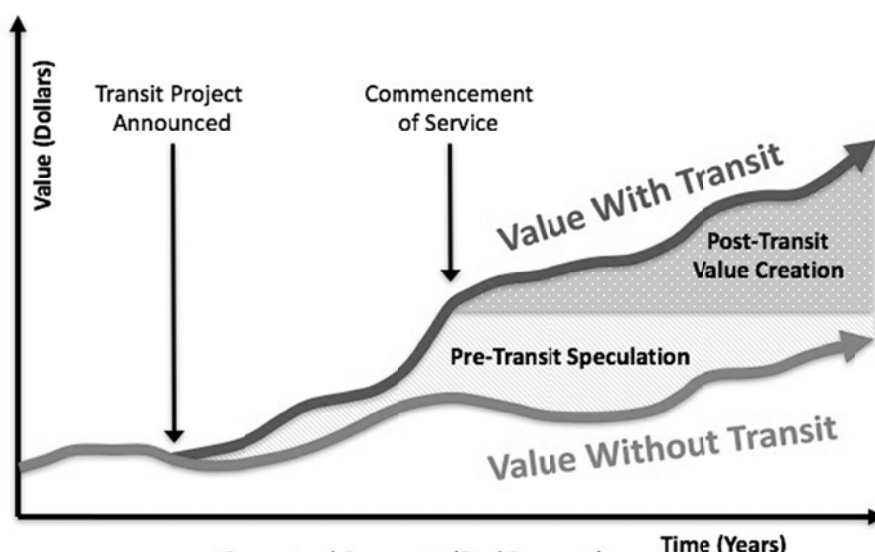 Value (Dollars)
Transit Project
Announced
Commencement
of Service
Value With Transit
Post-Transit
Value Creation
Pre-Transit Speculation
Value Without Transit
Time (Years)